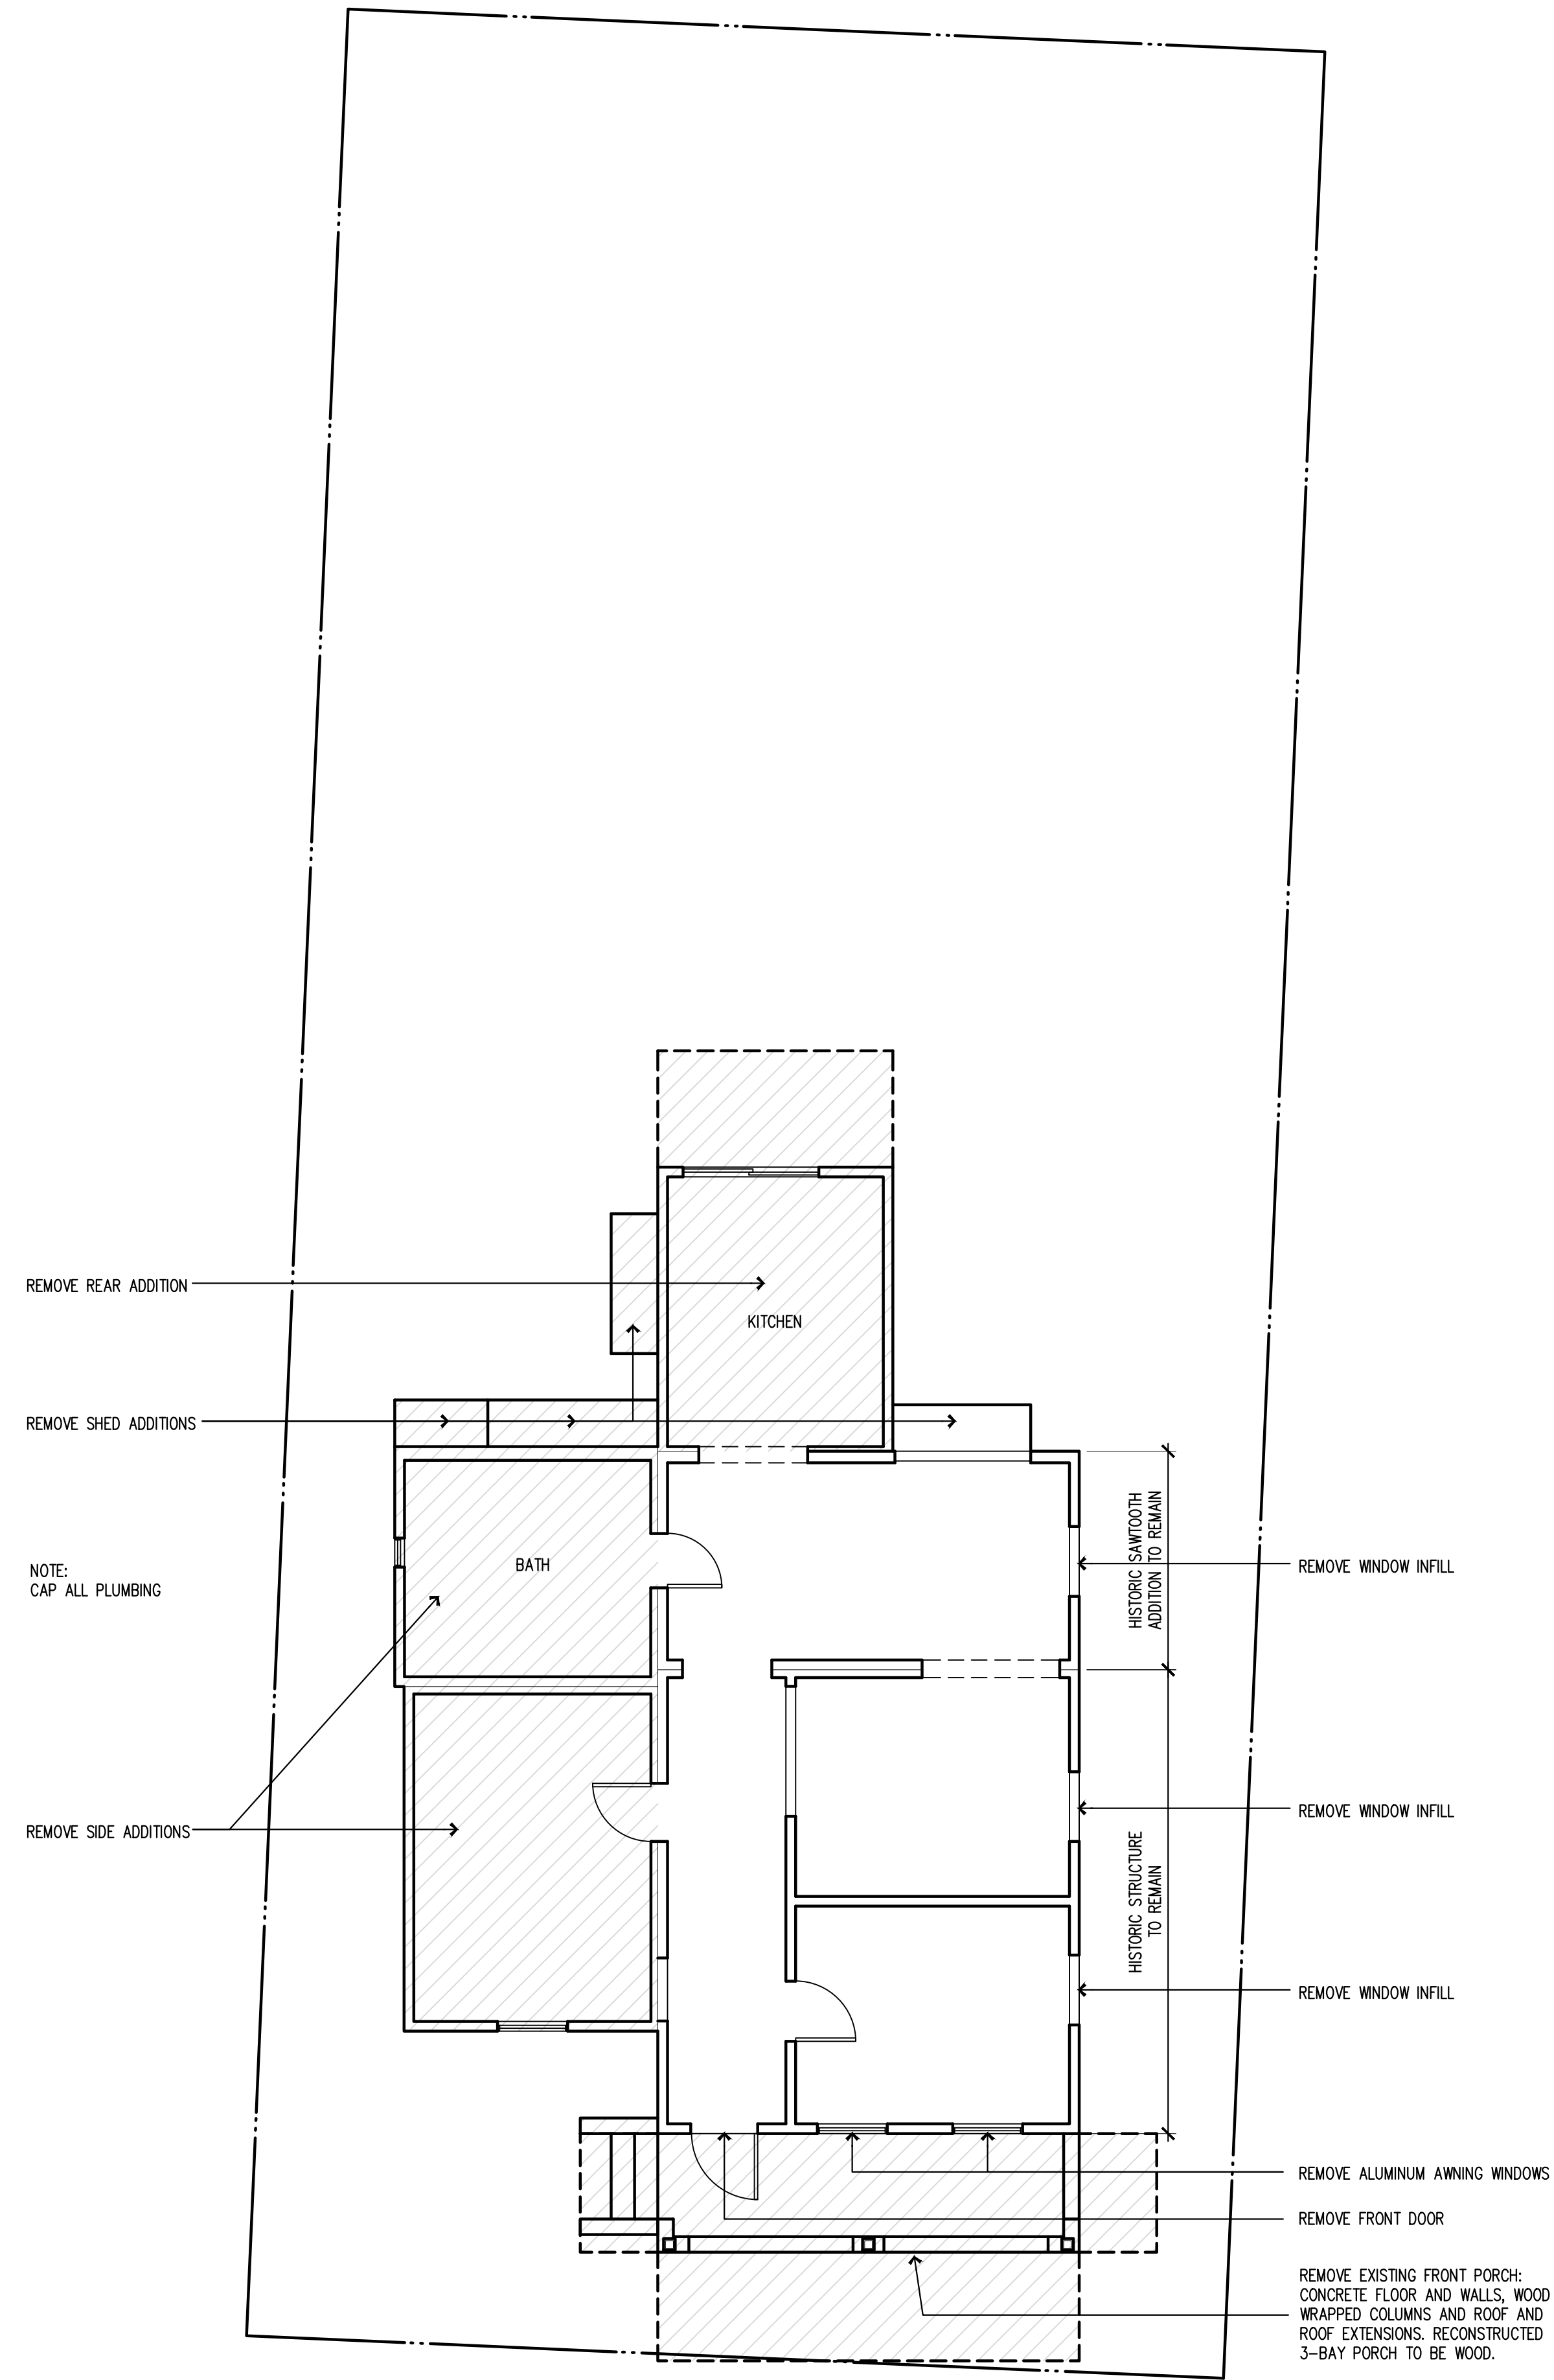 REMOVE REAR ADDITION
KITCHEN
REMOVE SHED ADDITIONS
HISTORIC SAWTOOTH
ADDITION TO REMAIN
BATH
REMOVE WINDOW INFILL
NOTE:
CAP ALL PLUMBING
REMOVE WINDOW INFILL
REMOVE SIDE ADDITIONS
HISTORIC STRUCTURE
TO REMAIN
REMOVE WINDOW INFILL
REMOVE ALUMINUM AWNING WINDOWS
REMOVE FRONT DOOR
REMOVE EXISTING FRONT PORCH:
CONCRETE FLOOR AND WALLS, WOOD
WRAPPED COLUMNS AND ROOF AND
ROOF EXTENSIONS. RECONSTRUCTED
3-BAY PORCH TO BE WOOD.